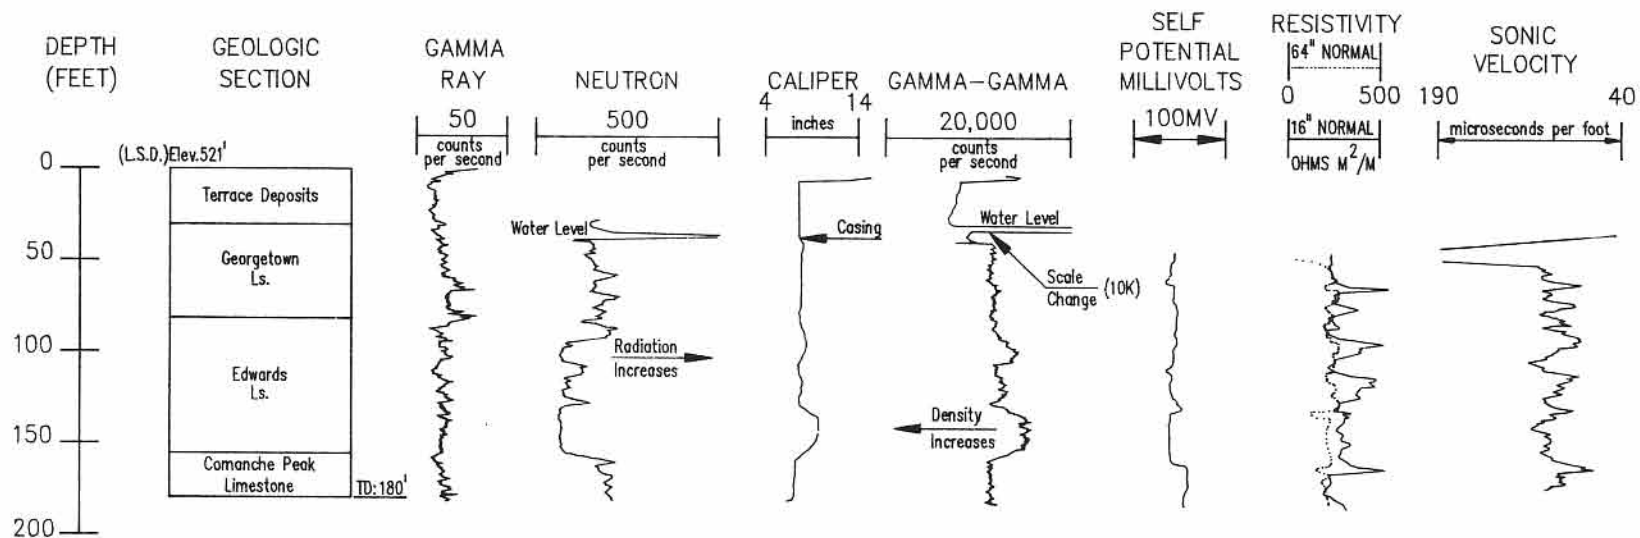 DEPTH
(FEET)
GEOLOGIC
SECTION
GAMMA
RAY
50
counts
per second
NEUTRON
500
counts
per second
CALIPER
4 14
inches
GAMMA-GAMMA
20,000
counts
per second
SELF
POTENTIAL
MILLIVOLTS
100MV
RESISTIVITY
64" NORMAL
0 500
16" NORMAL
OHMS M²/M
SONIC
VELOCITY
190 40
microseconds per foot
0
50
100
150
200
(L.S.D.)Elev.521'
Terrace Deposits
Georgetown
Ls.
Edwards
Ls.
Comanche Peak
Limestone
TD:180'
Water Level
Radiation
Increases
Casing
Water Level
Scale
Change (10K)
Density
Increases